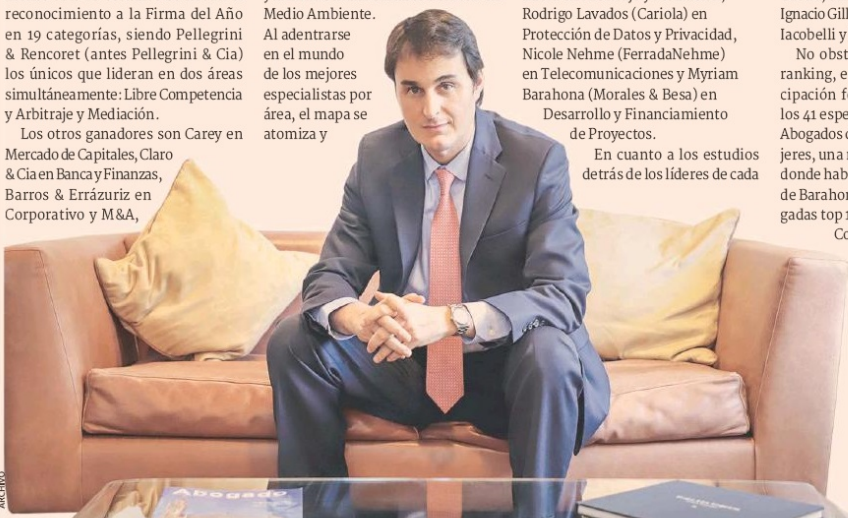 reconocimiento a la Firma del Año
en 19 categorías, siendo Pellegrini
& Rencoret (antes Pellegrini & Cia)
los únicos que lideran en dos áreas
simultáneamente: Libre Competencia
y Arbitraje y Mediación.
Los otros ganadores son Carey en
Mercado de Capitales, Claro
& Cia en Banca y Finanzas,
Barros & Errázuriz en
Corporativo y M&A,
Medio Ambiente.
Al adentrarse
en el mundo
de los mejores
especialistas por
área, el mapa se
atomiza y
Rodrigo Lavados (Cariola) en
Protección de Datos y Privacidad,
Nicole Nehme (FerradaNehme)
en Telecomunicaciones y Myriam
Barahona (Morales & Besa) en
Desarrollo y Financiamiento
de Proyectos.
En cuanto a los estudios
detrás de los líderes de cada
Ignacio Gill
Iacobelli y
No obst
ranking, e
cipación f
los 41 espe
Abogados
jeres, una
donde hab
de Barahon
gadas top 1
Co
ARCHIVO
Abogado